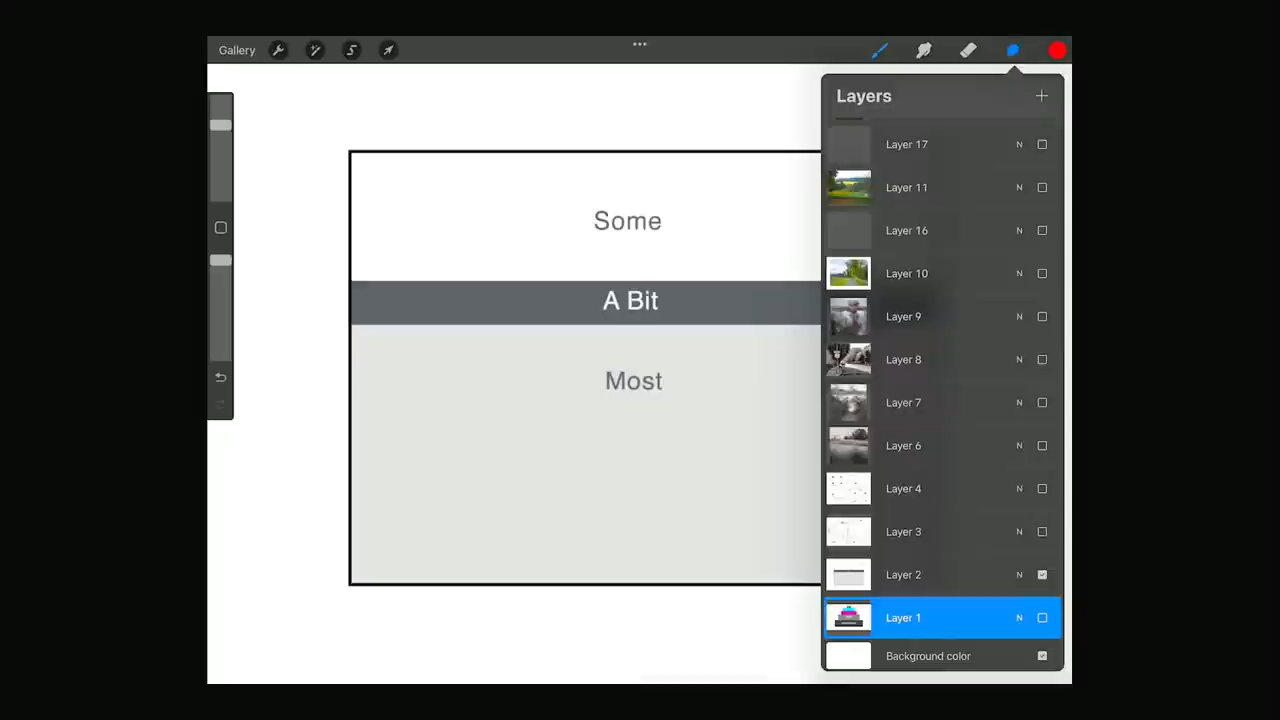 Gallery
Layers
Layer 17 N
Layer 11 N
Some
Layer 16 N
Layer 10 N
A Bit
Layer 9 N
Layer 8 N
Most
Layer 7 N
Layer 6 N
Layer 4 N
Layer 3 N
Layer 2 N
Layer 1 N
Background color